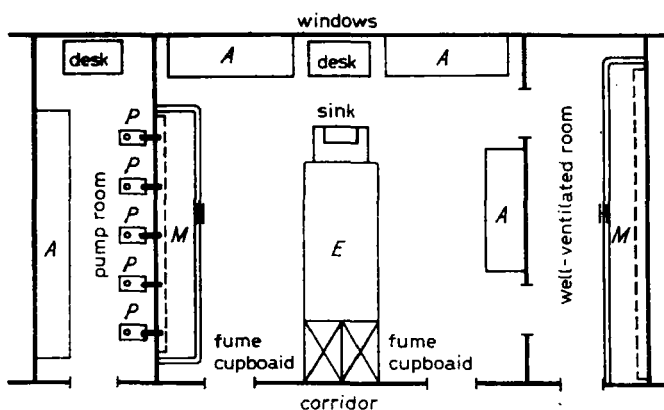 windows
desk
A
desk
A
sink
P
P
P
P
P
A
pump room
M
E
A
well-ventilated room
M
fume
cupboaid
fume
cupboaid
corridor